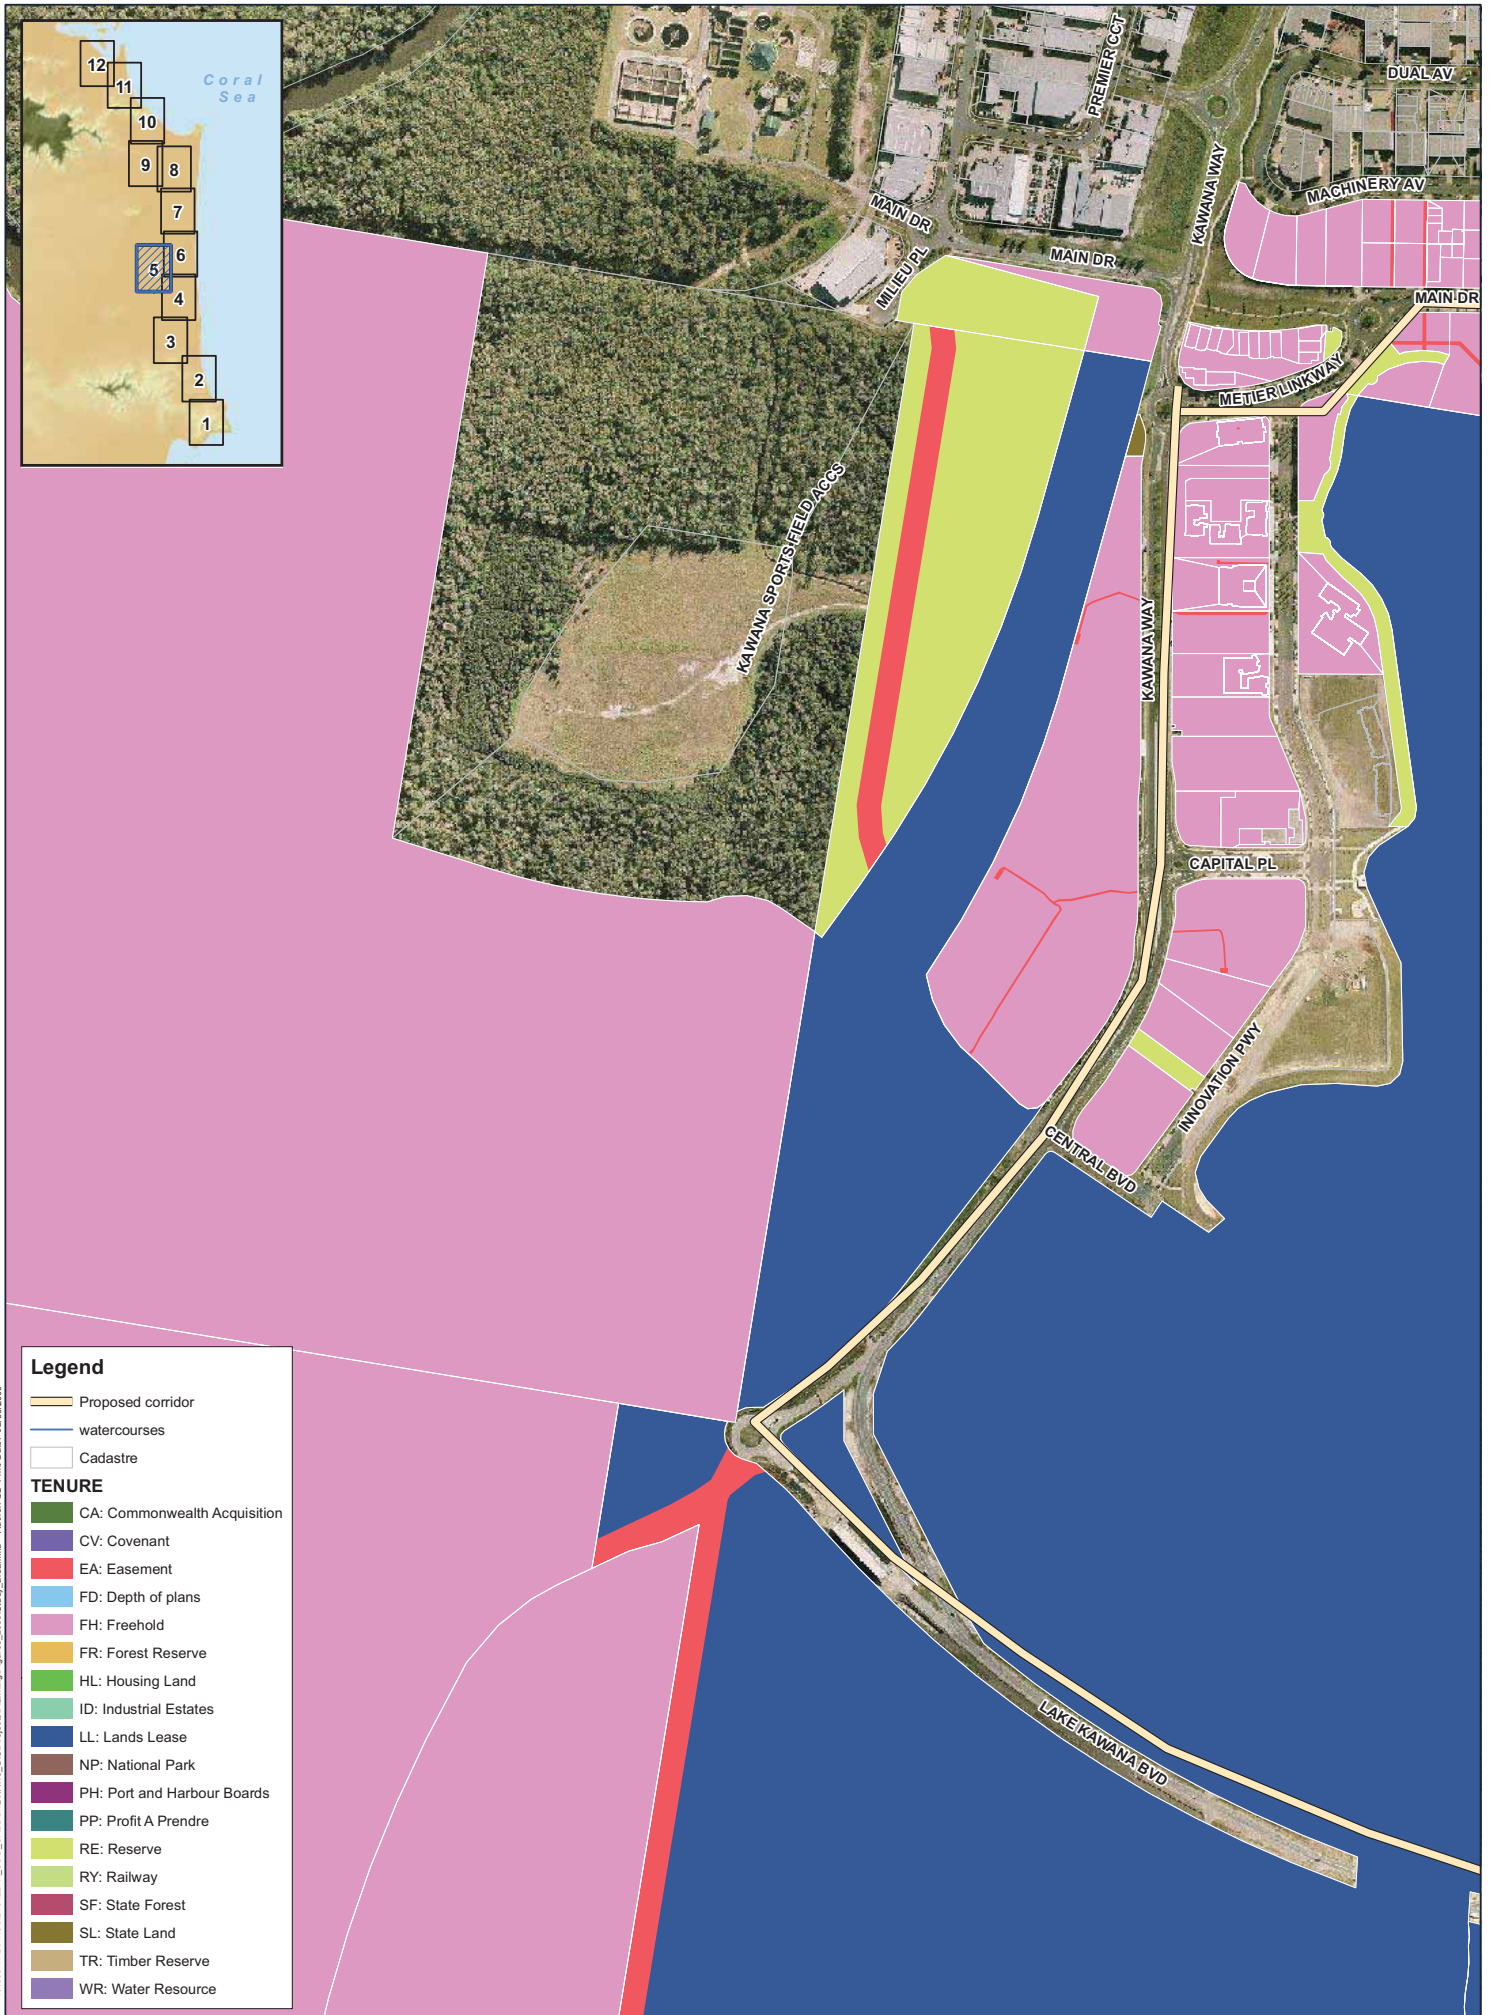 12
11
10
9
8
7
6
5
4
3
2
1
Coral
Sea
PREMIER CCT
DUAL AV
KAWANA WAY
MACHINERY AV
MAIN DR
MILIEU PL
MAIN DR
MAIN DR
METIER LINKWAY
KAWANA SPORTS FIELD ACCS
KAWANA WAY
CAPITAL PL
INNOVATION PWY
CENTRAL BVD
LAKE KAWANA BVD
Legend
Proposed corridor
watercourses
Cadastre
TENURE
CA: Commonwealth Acquisition
CV: Covenant
EA: Easement
FD: Depth of plans
FH: Freehold
FR: Forest Reserve
HL: Housing Land
ID: Industrial Estates
LL: Lands Lease
NP: National Park
PH: Port and Harbour Boards
PP: Profit A Prendre
RE: Reserve
RY: Railway
SF: State Forest
SL: State Land
TR: Timber Reserve
WR: Water Resource